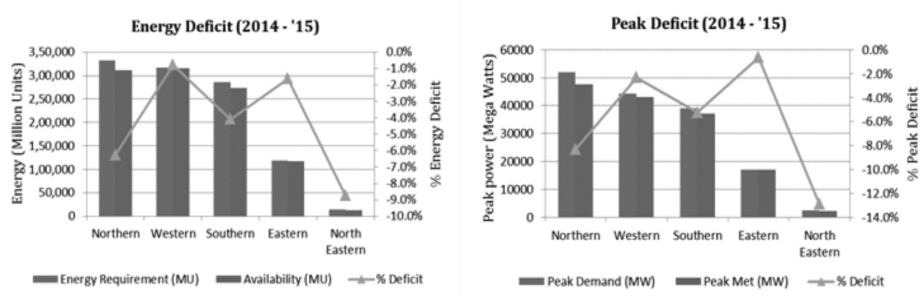 Energy Deficit (2014 - '15)
Energy (Million Units)
3,50,000
3,00,000
2,50,000
2,00,000
1,50,000
1,00,000
50,000
0
0.0%
-1.0%
-2.0%
-3.0%
-4.0%
-5.0%
-6.0%
-7.0%
-8.0%
-9.0%
-10.0%
% Energy Deficit
Northern Western Southern Eastern North
Eastern
Energy Requirement (MU) Availability (MU) % Deficit
Peak Deficit (2014 - '15)
Peak power (Mega Watts)
60000
50000
40000
30000
20000
10000
0
0.0%
-2.0%
-4.0%
-6.0%
-8.0%
-10.0%
-12.0%
-14.0%
% Peak Deficit
Northern Western Southern Eastern North
Eastern
Peak Demand (MW) Peak Met (MW) % Deficit